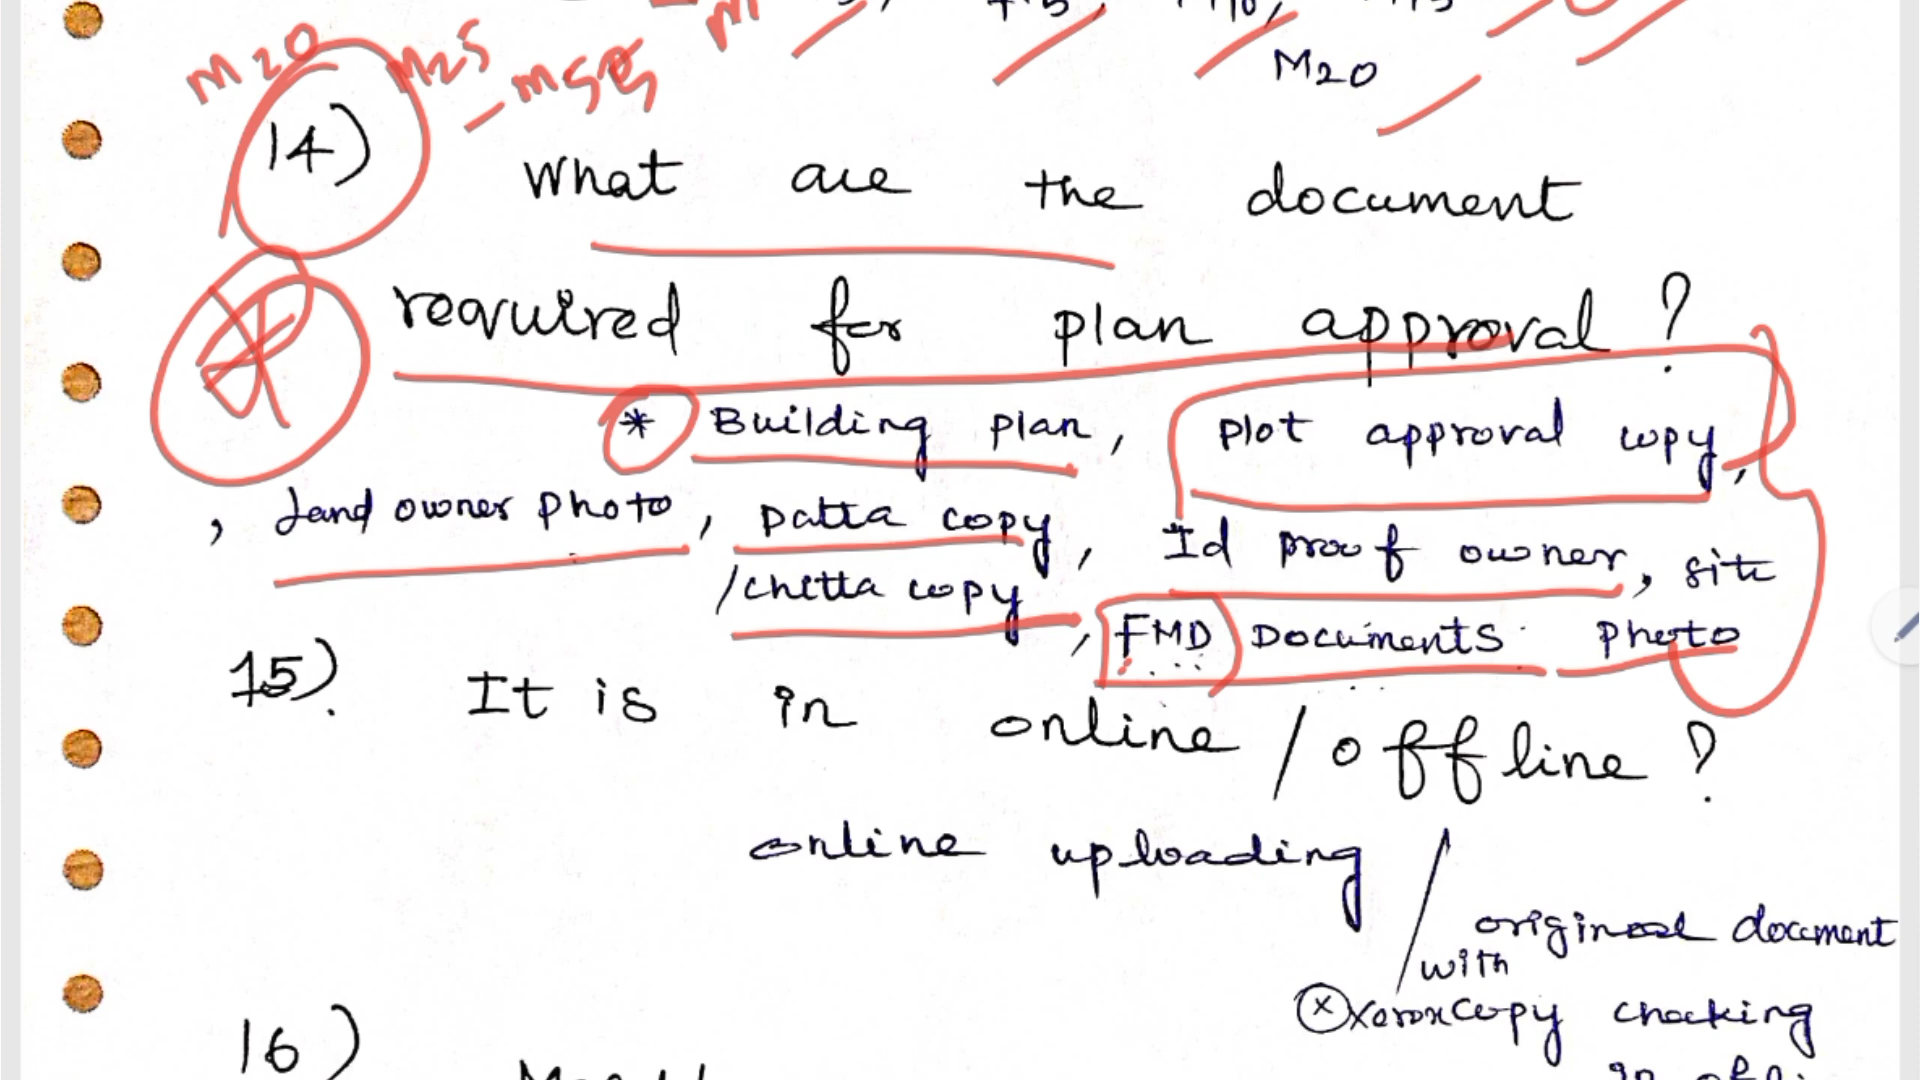 M20
M20 M25 - M
14) What are the document
required for plan approval?
* Building plan, plot approval copy,
, Land owner photo, patta copy, Id proof owner, site
/chitta copy, FMD Documents photo
15). It is in online / offline?
online uploading / original document
with
Ⓧ xerox copy checking
16)